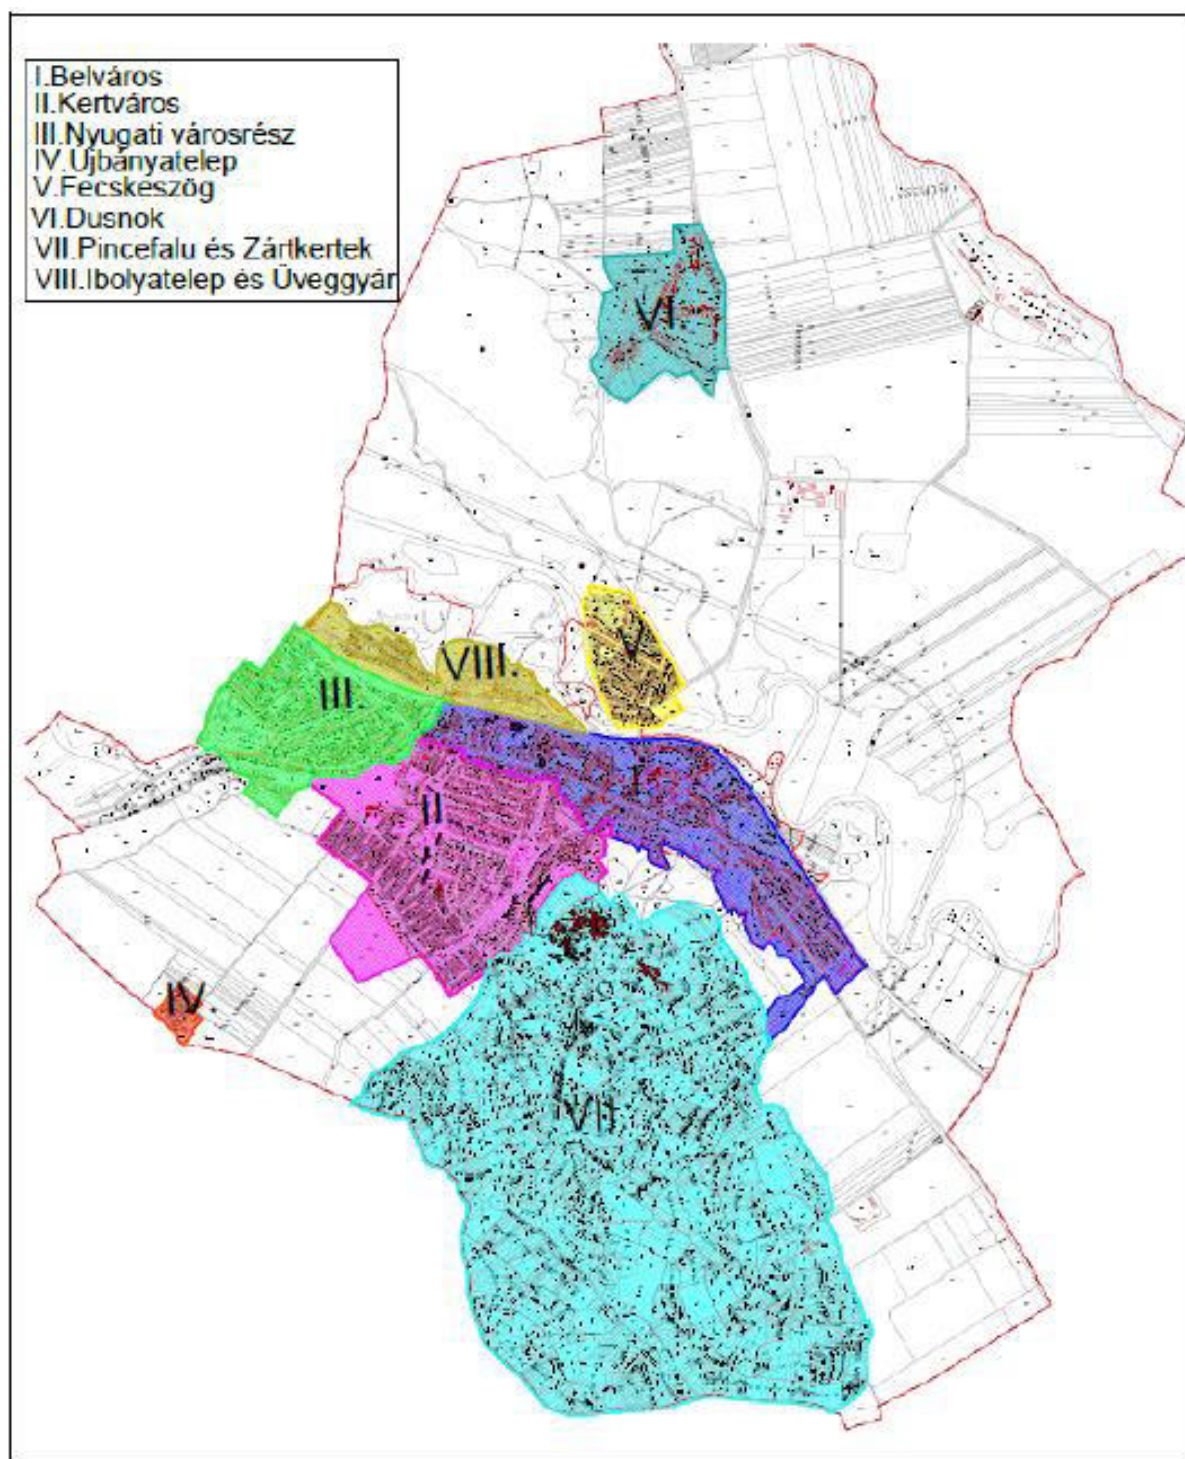 I.Belváros
II.Kertváros
III.Nyugati városrész
IV.Újbányatelep
V.Fecskeszög
VI.Dusnok
VII.Pincefalu és Zártkertek
VIII.Ibolyatelep és Üveggyár
VI.
V
VIII.
III.
I
II
IV
VII